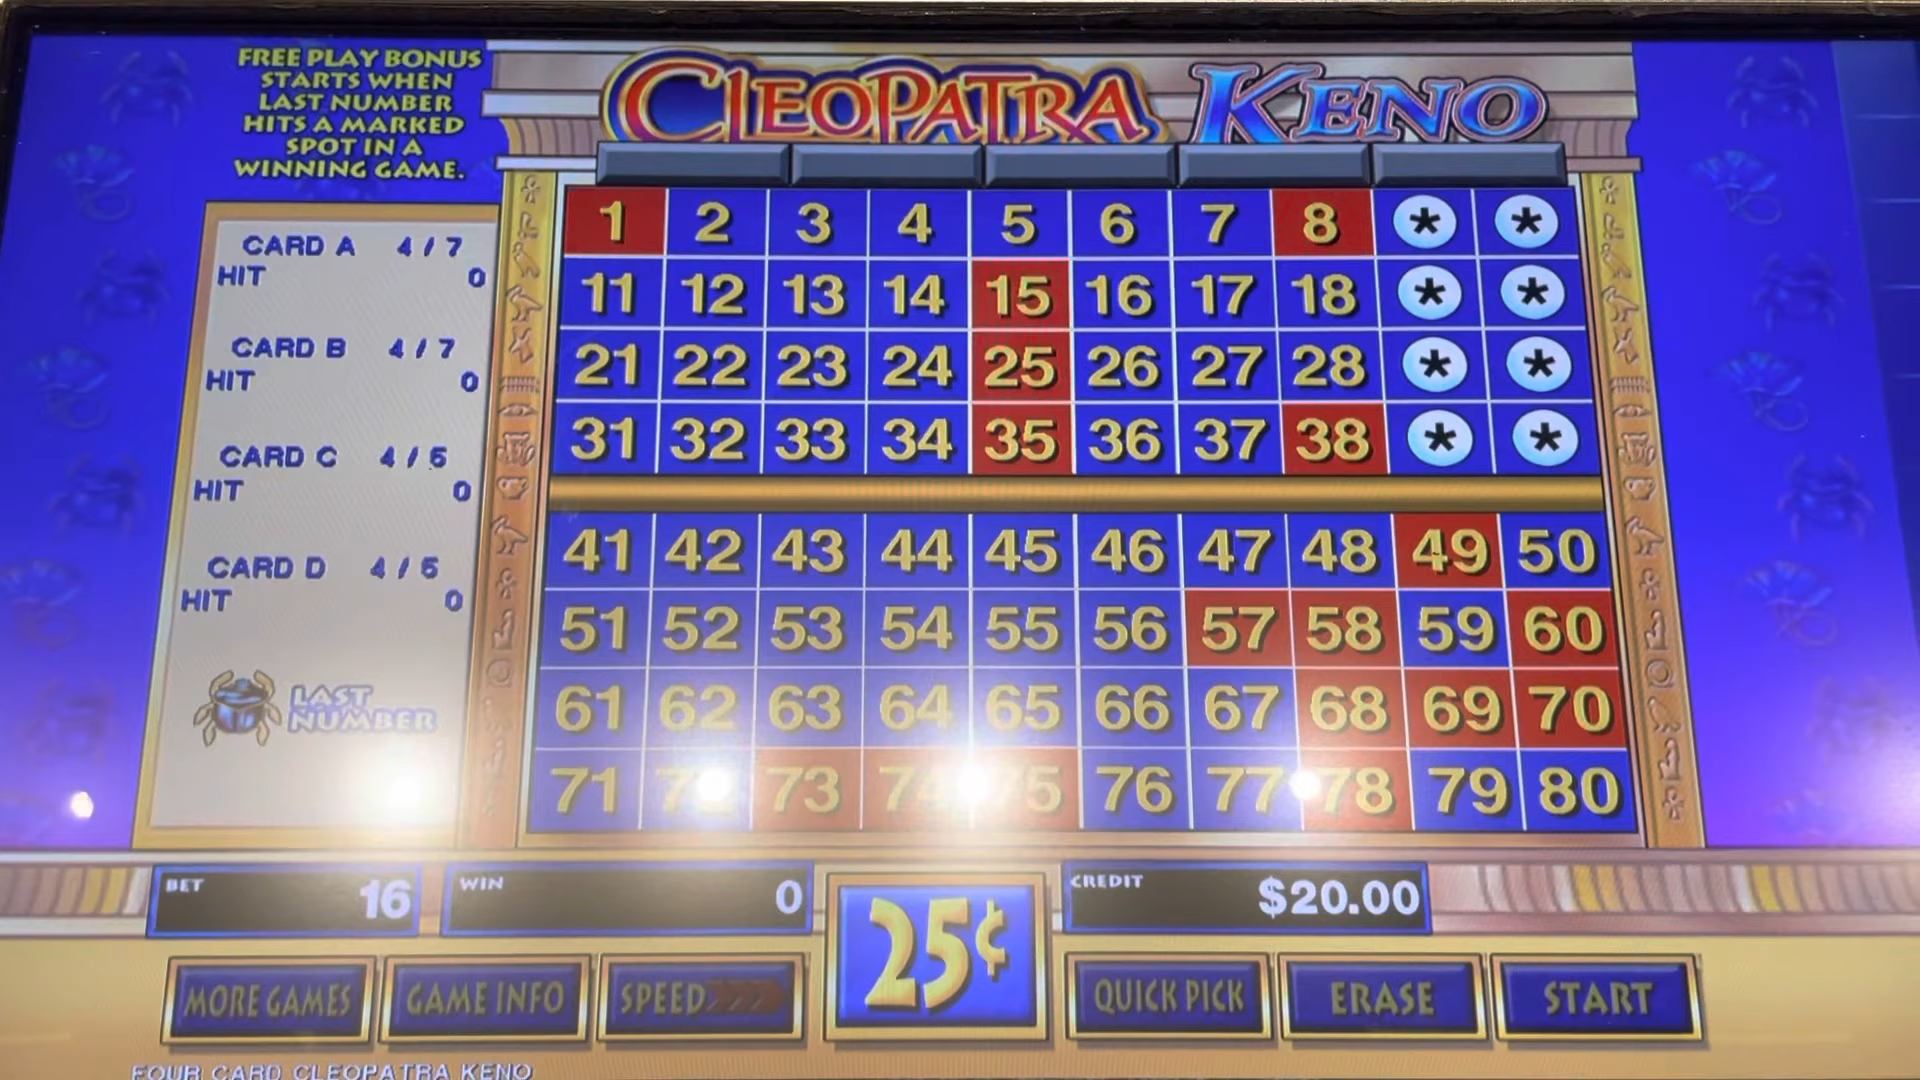 FREE PLAY BONUS
STARTS WHEN
LAST NUMBER
HITS A MARKED
SPOT IN A
WINNING GAME.
CLEOPATRA KENO
CARD A 4/7
HIT 0
CARD B 4/7
HIT 0
CARD C 4/5
HIT 0
CARD D 4/5
HIT 0
LAST
NUMBER
1 2 3 4 5 6 7 8 * *
11 12 13 14 15 16 17 18 * *
21 22 23 24 25 26 27 28 * *
31 32 33 34 35 36 37 38 * *
41 42 43 44 45 46 47 48 49 50
51 52 53 54 55 56 57 58 59 60
61 62 63 64 65 66 67 68 69 70
71 72 73 74 75 76 77 78 79 80
BET 16 WIN 0 25¢ CREDIT $20.00
MORE GAMES GAME INFO SPEED QUICK PICK ERASE START
FOUR CARD CLEOPATRA KENO